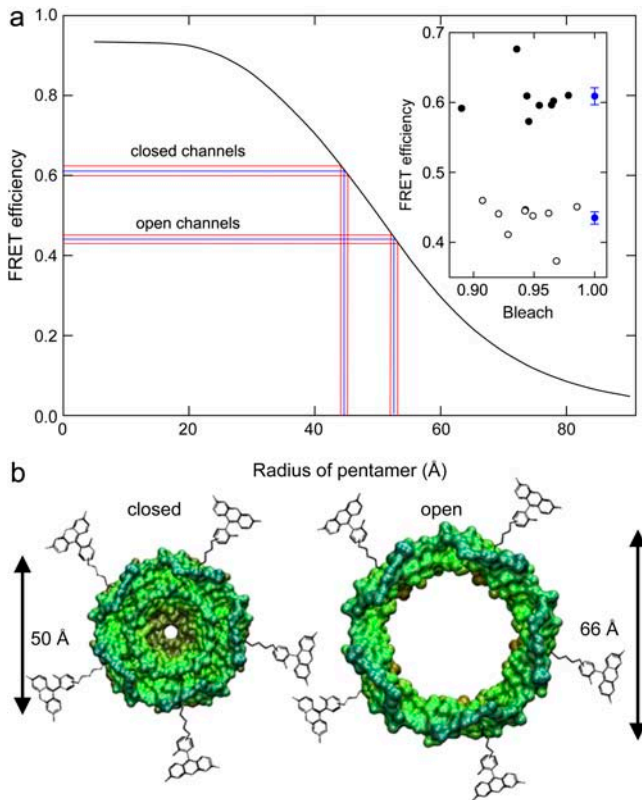 a
1.0
0.8
0.6
0.4
0.2
0.0
FRET efficiency
closed channels
open channels
0
20
40
60
80
Radius of pentamer (Å)
0.7
0.6
0.5
0.4
FRET efficiency
0.90
0.95
1.00
Bleach
b
closed
open
50 Å
66 Å